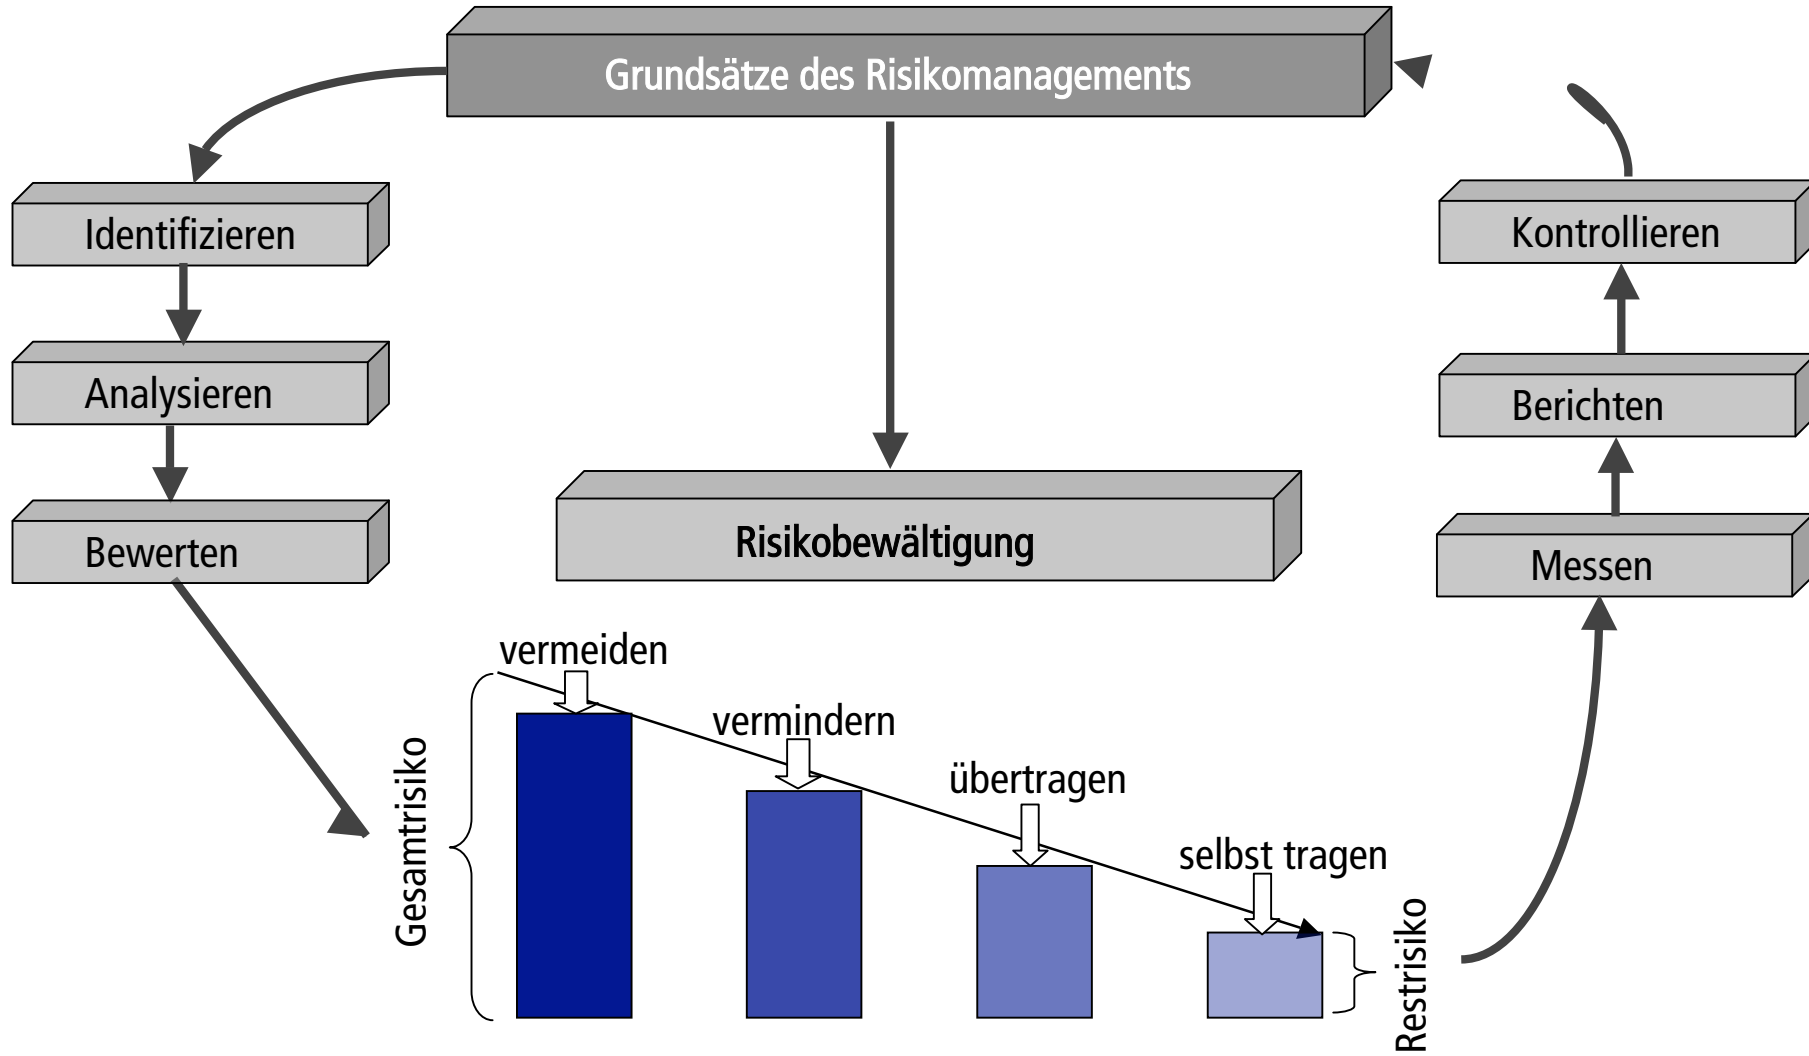 Grundsätze des Risikomanagements
Identifizieren
Analysieren
Bewerten
Risikobewältigung
Kontrollieren
Berichten
Messen
vermeiden
vermindern
übertragen
selbst tragen
Gesamtrisiko
Restrisiko